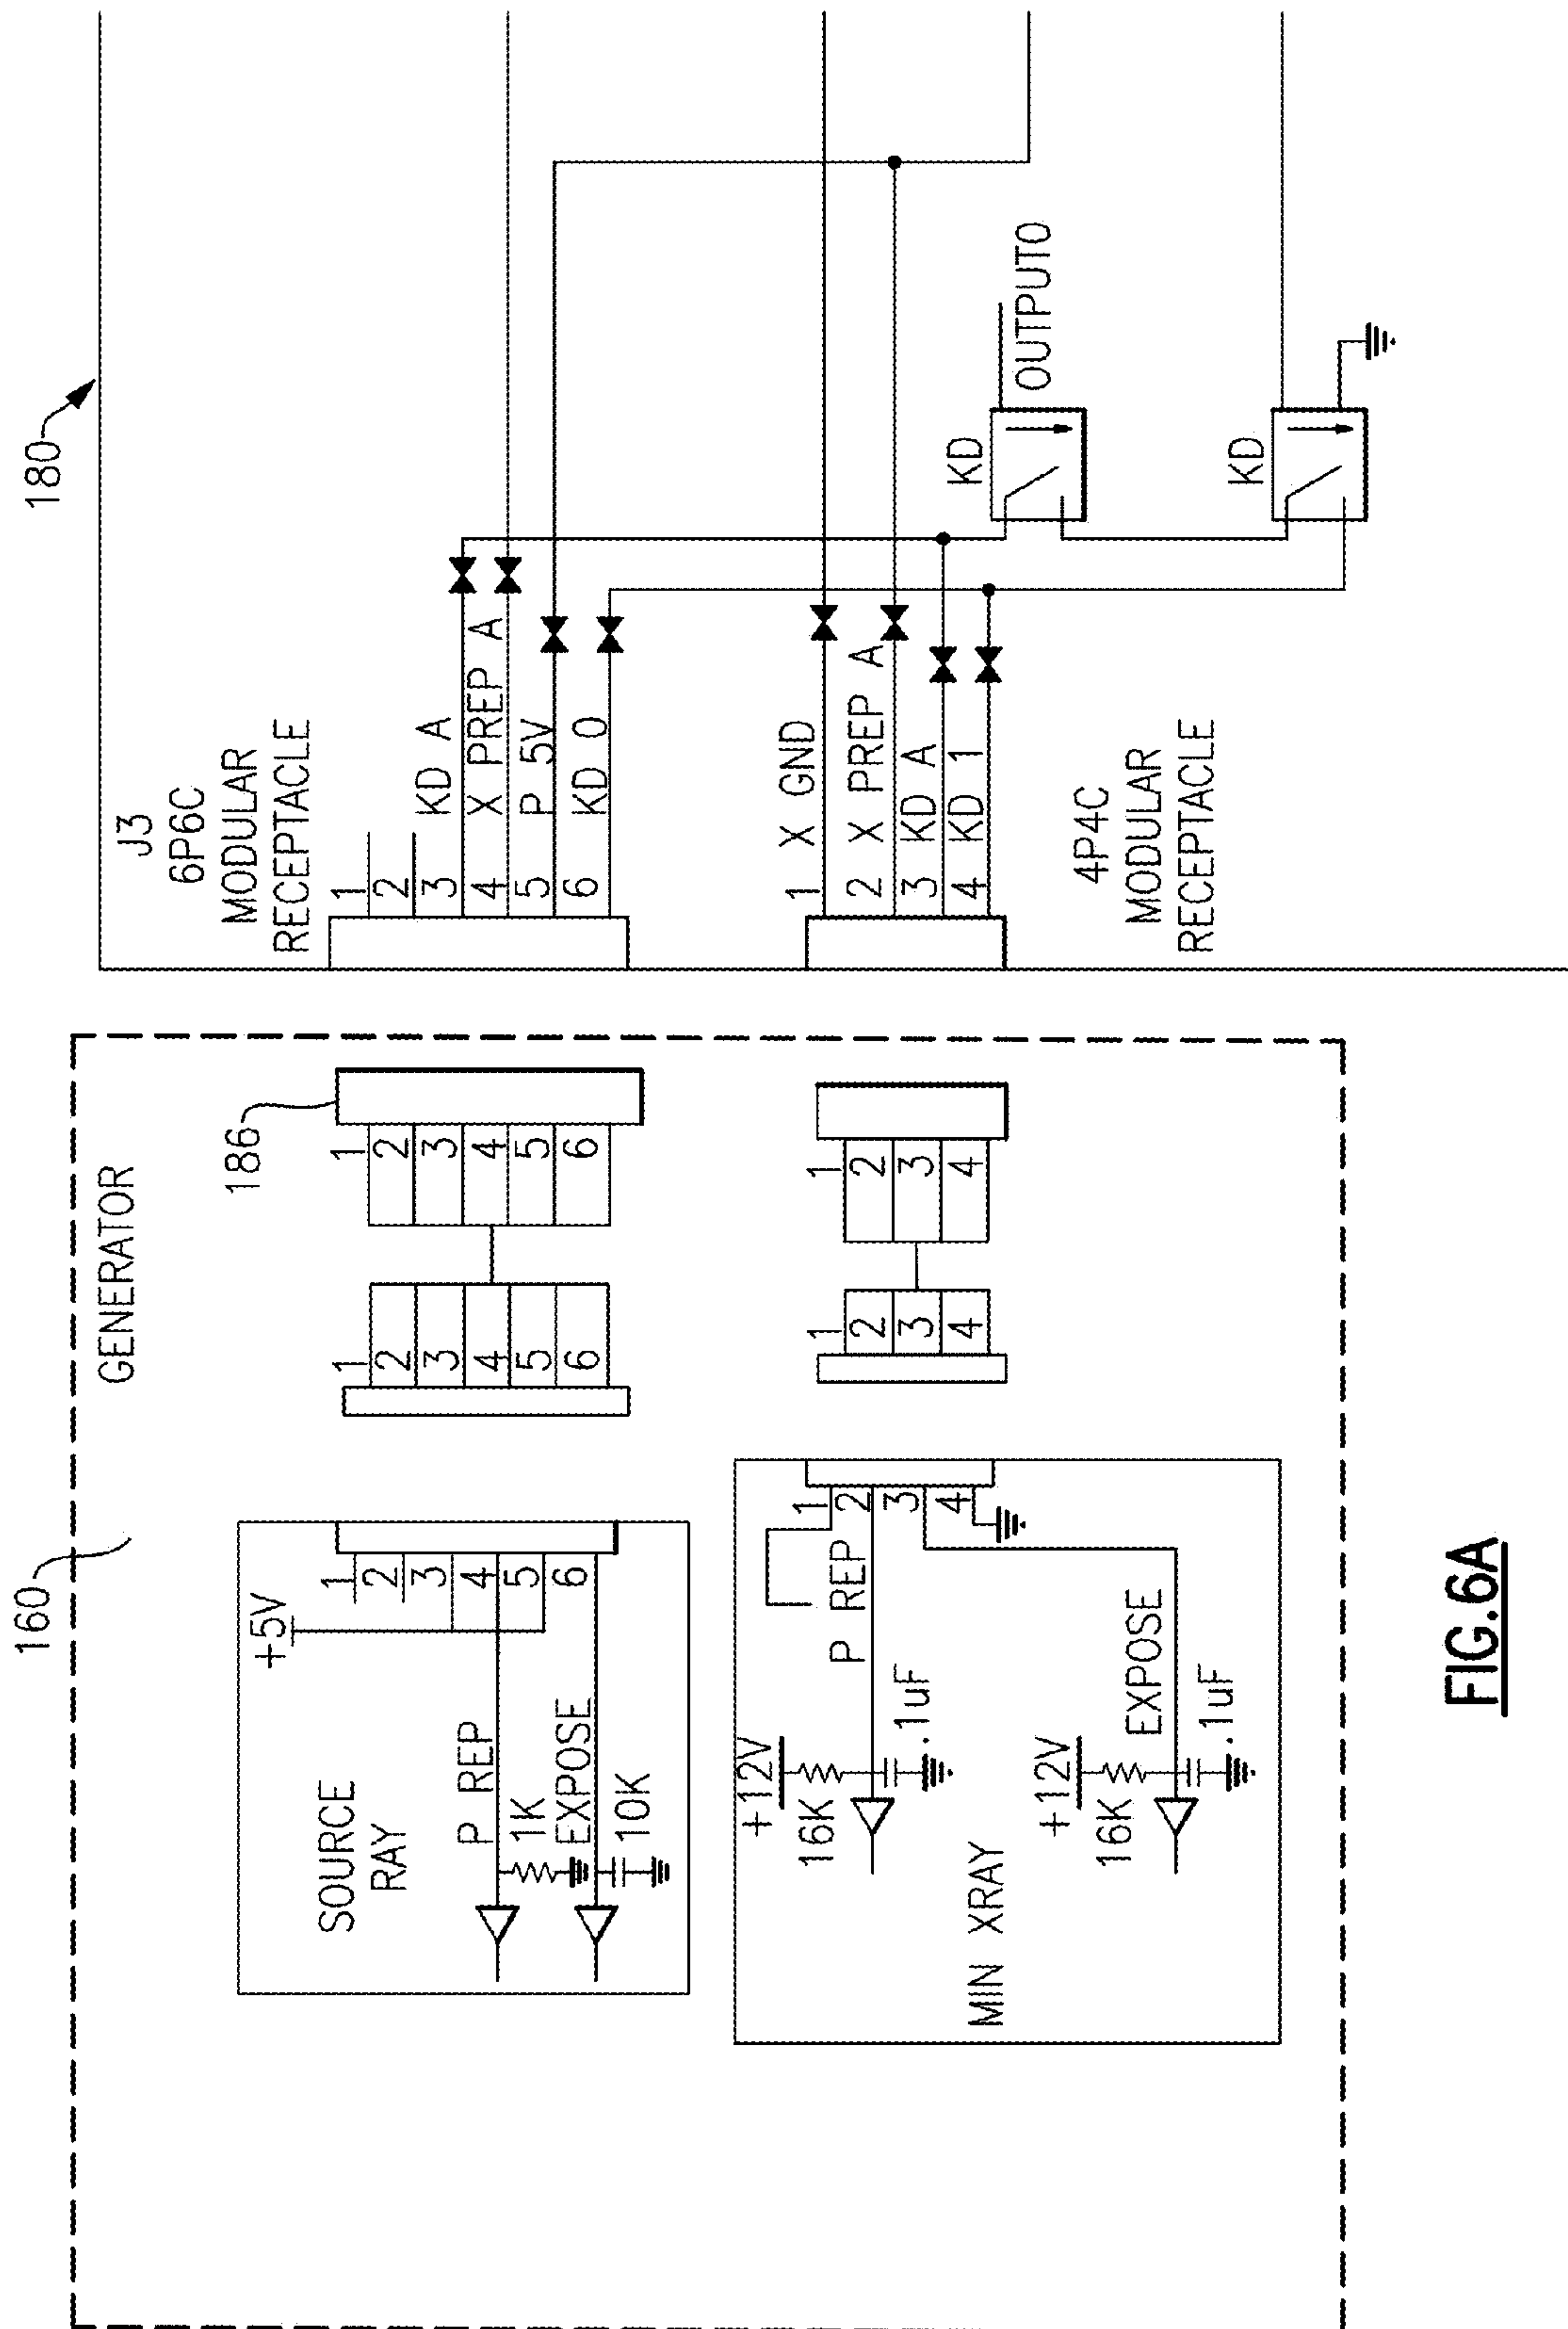 160
GENERATOR
SOURCE
RAY
+5V
1
2
3
4
5
6
P REP
1K
EXPOSE
10K
1
2
3
4
5
6
186
1
2
3
4
5
6
MIN XRAY
+12V
16K
P REP
.1uF
+12V
16K
EXPOSE
.1uF
1
2
3
4
1
2
3
4
1
2
3
4
180
J3
6P6C
MODULAR
RECEPTACLE
1
2
3 KD A
4 X PREP A
5 P 5V
6 KD 0
1 X GND
2 X PREP A
3 KD A
4 KD 1
4P4C
MODULAR
RECEPTACLE
KD
OUTPUT0
KD
FIG.6A